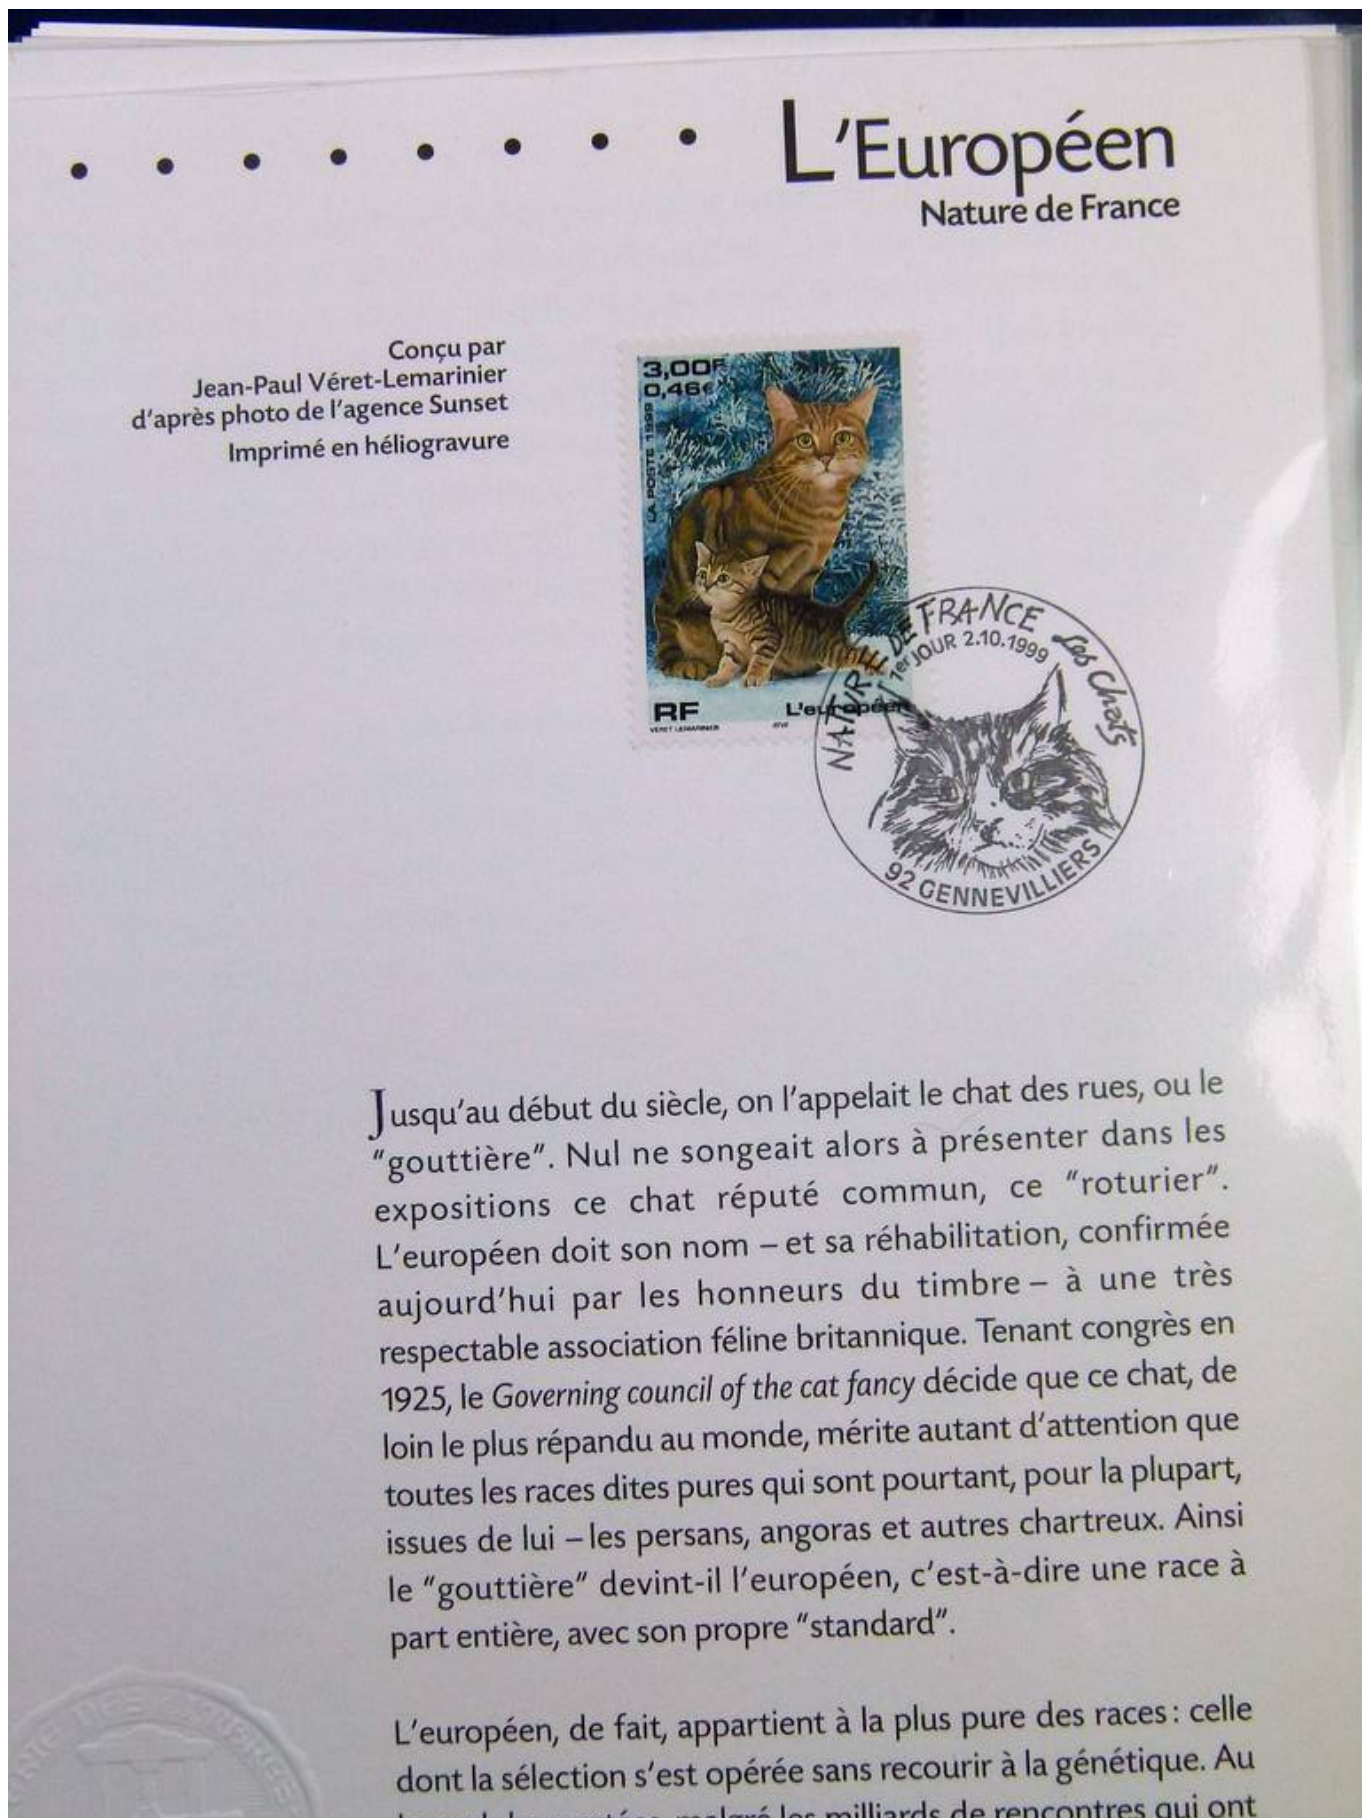 L'Européen
Nature de France
Conçu par
Jean-Paul Véret-Lemarinier
d'après photo de l'agence Sunset
Imprimé en héliogravure
3,00F
0,46€
LA POSTE 1999
RF
L'européen
VERET LEMARINIER
NATURE DE FRANCE Les Chats
1er JOUR 2.10.1999
92 GENNEVILLIERS
Jusqu'au début du siècle, on l'appelait le chat des rues, ou le
"gouttière". Nul ne songeait alors à présenter dans les
expositions ce chat réputé commun, ce "roturier".
L'européen doit son nom – et sa réhabilitation, confirmée
aujourd'hui par les honneurs du timbre – à une très
respectable association féline britannique. Tenant congrès en
1925, le Governing council of the cat fancy décide que ce chat, de
loin le plus répandu au monde, mérite autant d'attention que
toutes les races dites pures qui sont pourtant, pour la plupart,
issues de lui – les persans, angoras et autres chartreux. Ainsi
le "gouttière" devint-il l'européen, c'est-à-dire une race à
part entière, avec son propre "standard".
L'européen, de fait, appartient à la plus pure des races : celle
dont la sélection s'est opérée sans recourir à la génétique. Au
malgré les milliards de rencontres qui ont